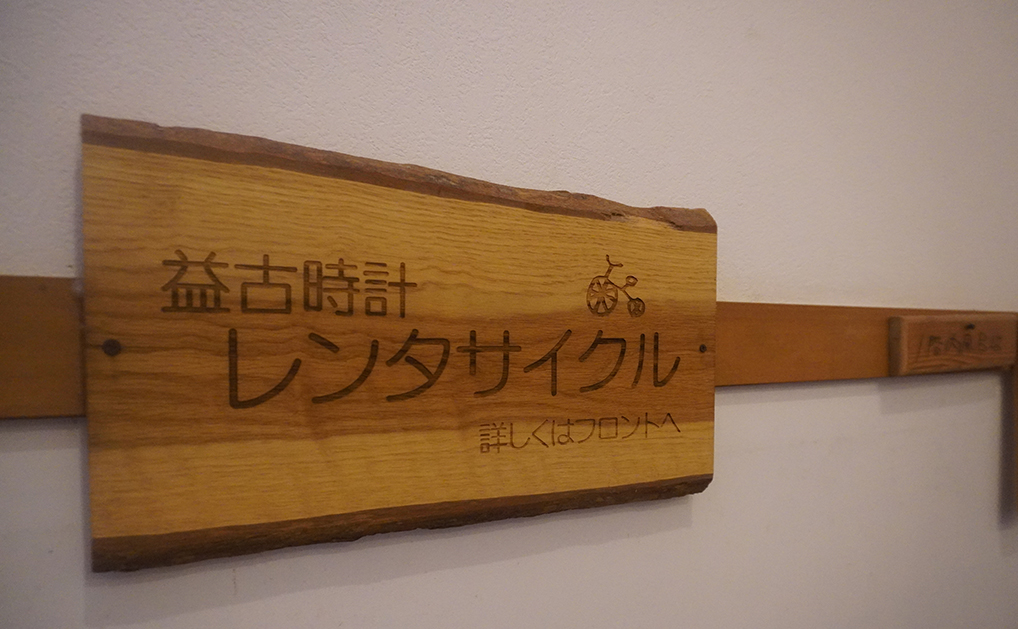 益古時計
レンタサイクル
詳しくはフロントへ